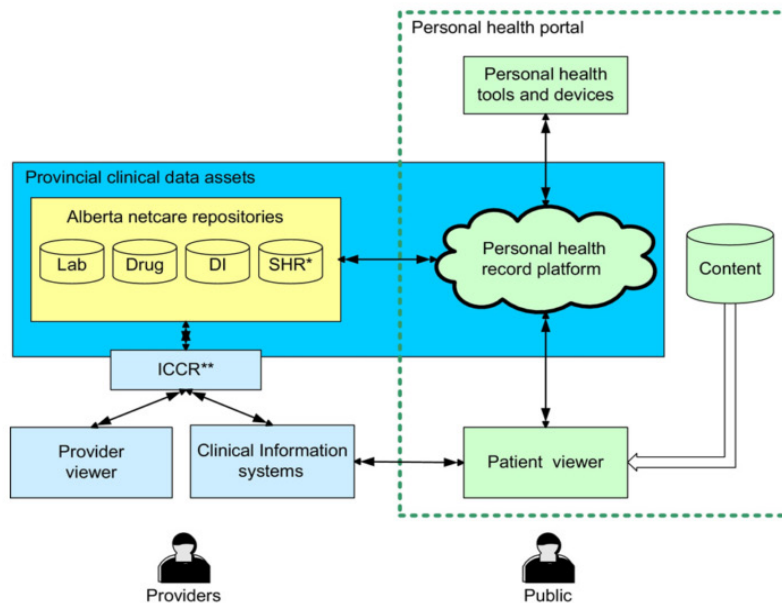 Personal health portal
Personal health
tools and devices
Provincial clinical data assets
Alberta netcare repositories
Lab
Drug
DI
SHR*
Personal health
record platform
Content
ICCR**
Provider
viewer
Clinical Information
systems
Patient viewer
Providers
Public